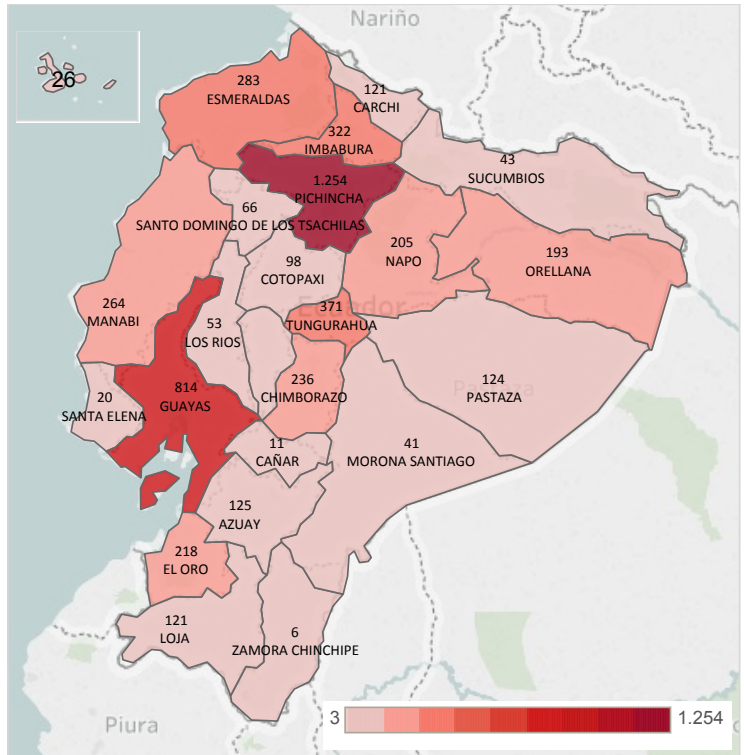 Nariño
26
283
ESMERALDAS
121
CARCHI
322
IMBABURA
43
SUCUMBIOS
1.254
PICHINCHA
66
SANTO DOMINGO DE LOS TSACHILAS
205
NAPO
193
ORELLANA
98
COTOPAXI
Ecuador
264
MANABI
371
TUNGURAHUA
53
LOS RIOS
236
CHIMBORAZO
Pastaza
124
PASTAZA
20
SANTA ELENA
814
GUAYAS
11
CAÑAR
41
MORONA SANTIAGO
125
AZUAY
218
EL ORO
121
LOJA
6
ZAMORA CHINCHIPE
3 1.254
Piura